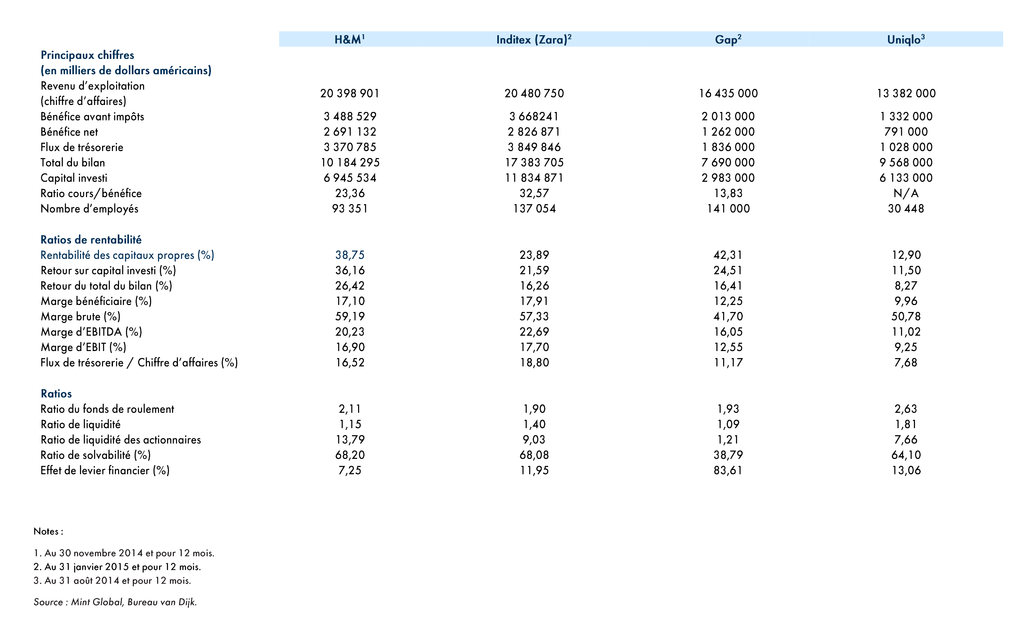 H&M¹ Inditex (Zara)² Gap² Uniqlo³
Principaux chiffres
(en milliers de dollars américains)
Revenu d’exploitation
(chiffre d’affaires) 20 398 901 20 480 750 16 435 000 13 382 000
Bénéfice avant impôts 3 488 529 3 668241 2 013 000 1 332 000
Bénéfice net 2 691 132 2 826 871 1 262 000 791 000
Flux de trésorerie 3 370 785 3 849 846 1 836 000 1 028 000
Total du bilan 10 184 295 17 383 705 7 690 000 9 568 000
Capital investi 6 945 534 11 834 871 2 983 000 6 133 000
Ratio cours/bénéfice 23,36 32,57 13,83 N/A
Nombre d’employés 93 351 137 054 141 000 30 448
Ratios de rentabilité
Rentabilité des capitaux propres (%) 38,75 23,89 42,31 12,90
Retour sur capital investi (%) 36,16 21,59 24,51 11,50
Retour du total du bilan (%) 26,42 16,26 16,41 8,27
Marge bénéficiaire (%) 17,10 17,91 12,25 9,96
Marge brute (%) 59,19 57,33 41,70 50,78
Marge d’EBITDA (%) 20,23 22,69 16,05 11,02
Marge d’EBIT (%) 16,90 17,70 12,55 9,25
Flux de trésorerie / Chiffre d’affaires (%) 16,52 18,80 11,17 7,68
Ratios
Ratio du fonds de roulement 2,11 1,90 1,93 2,63
Ratio de liquidité 1,15 1,40 1,09 1,81
Ratio de liquidité des actionnaires 13,79 9,03 1,21 7,66
Ratio de solvabilité (%) 68,20 68,08 38,79 64,10
Effet de levier financier (%) 7,25 11,95 83,61 13,06
Notes :
1. Au 30 novembre 2014 et pour 12 mois.
2. Au 31 janvier 2015 et pour 12 mois.
3. Au 31 août 2014 et pour 12 mois.
Source : Mint Global, Bureau van Dijk.